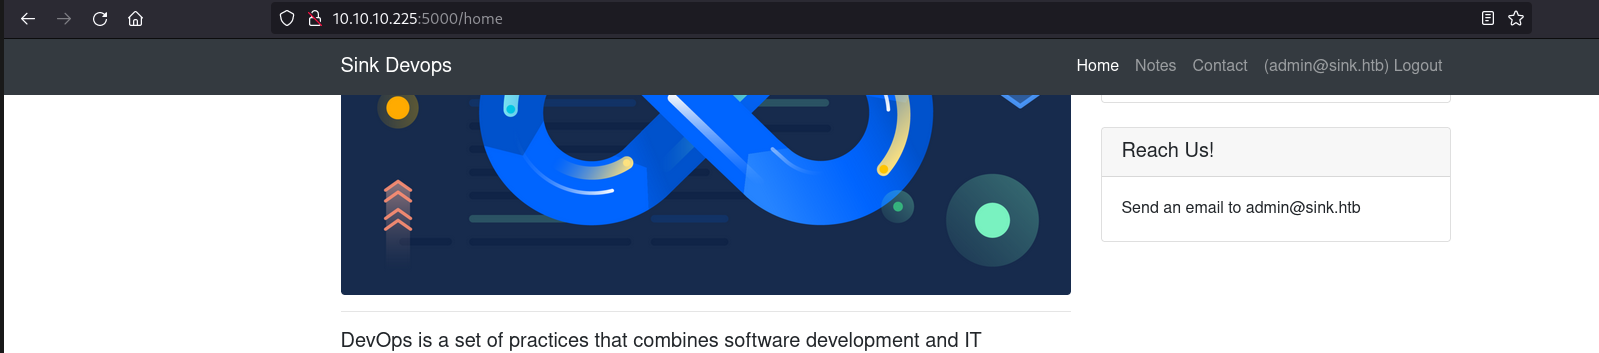 10.10.10.225:5000/home
Sink Devops
Home Notes Contact (admin@sink.htb) Logout
Reach Us!
Send an email to admin@sink.htb
DevOps is a set of practices that combines software development and IT